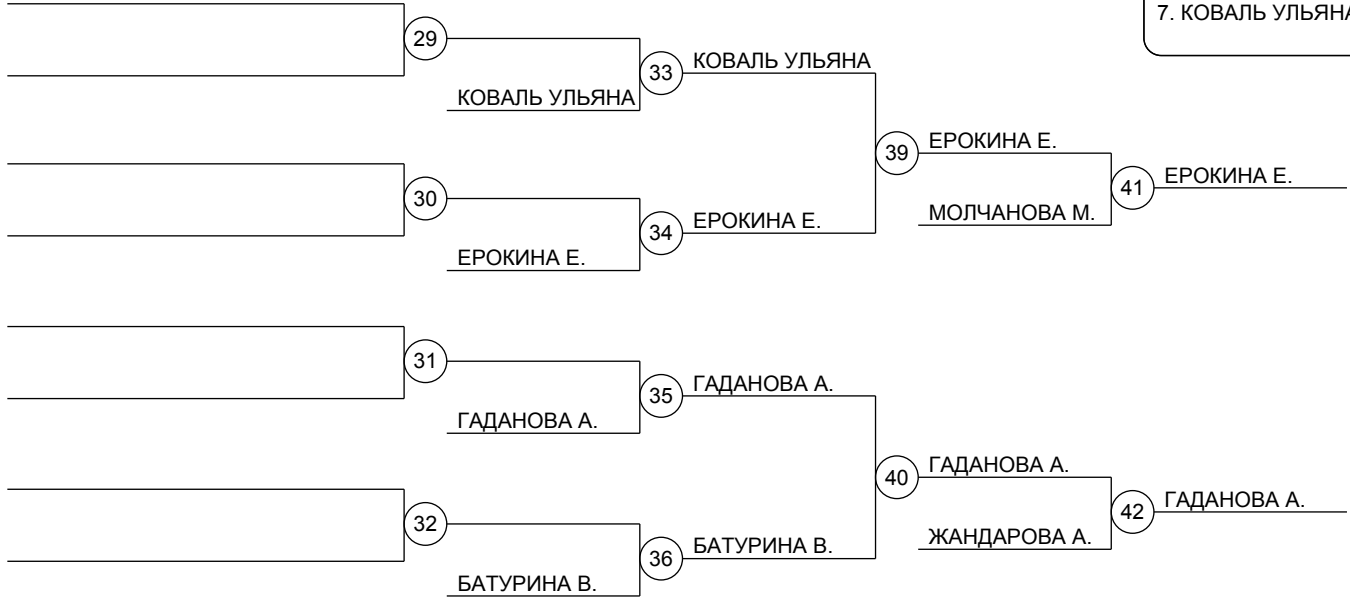 7. КОВАЛЬ УЛЬЯНА
29
33
КОВАЛЬ УЛЬЯНА
КОВАЛЬ УЛЬЯНА
39
ЕРОКИНА Е.
30
34
ЕРОКИНА Е.
41
ЕРОКИНА Е.
МОЛЧАНОВА М.
ЕРОКИНА Е.
31
35
ГАДАНОВА А.
ГАДАНОВА А.
40
ГАДАНОВА А.
32
36
БАТУРИНА В.
42
ГАДАНОВА А.
ЖАНДАРОВА А.
БАТУРИНА В.